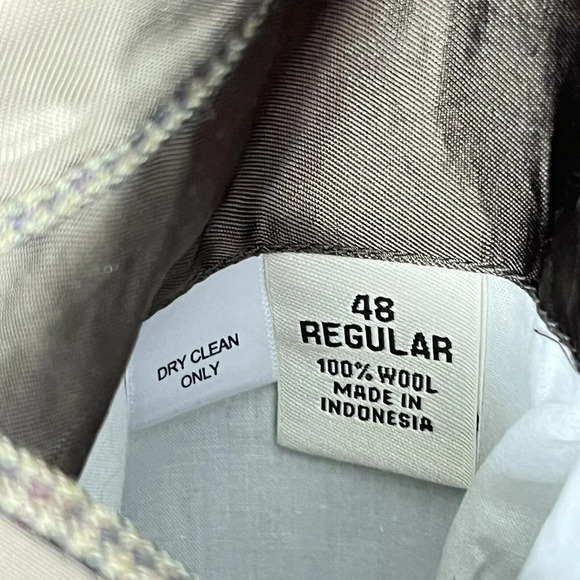 DRY CLEAN
ONLY
48
REGULAR
100% WOOL
MADE IN
INDONESIA